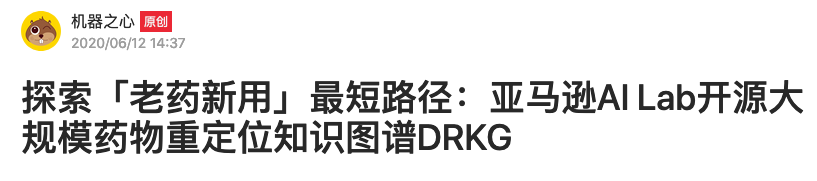 机器之心 原创
2020/06/12 14:37
探索「老药新用」最短路径：亚马逊AI Lab开源大
规模药物重定位知识图谱DRKG